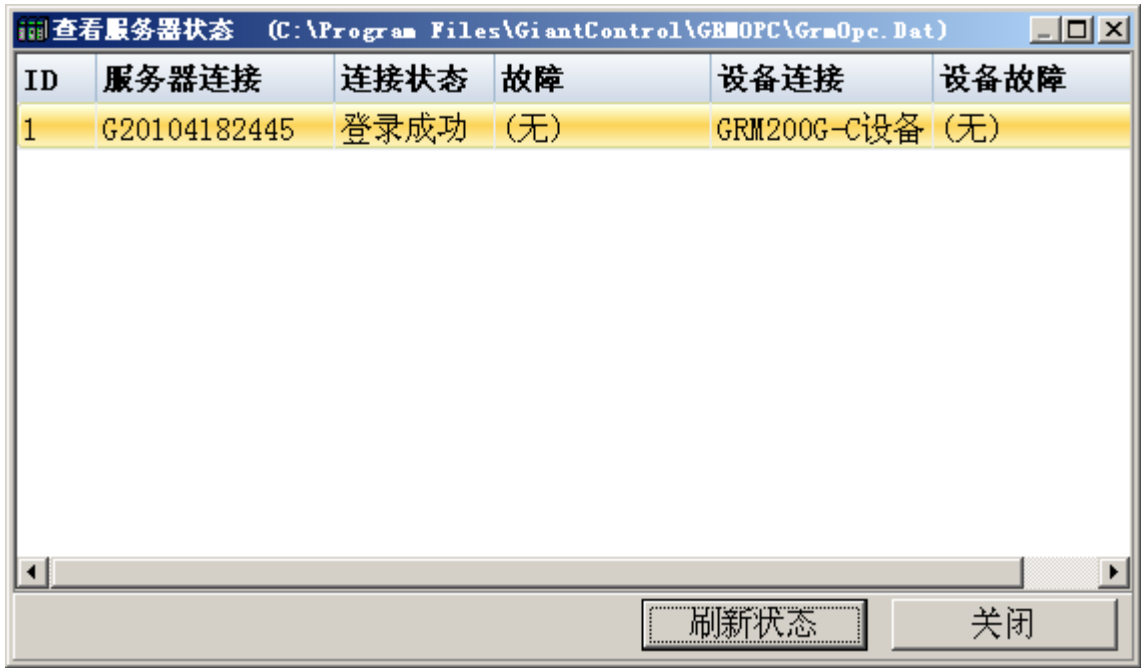 查看服务器状态 (C:\Program Files\GiantControl\GRMOPC\GrmOpc.Dat)
ID 服务器连接 连接状态 故障 设备连接 设备故障
1 G20104182445 登录成功 (无) GRM200G-C设备 (无)
刷新状态 关闭